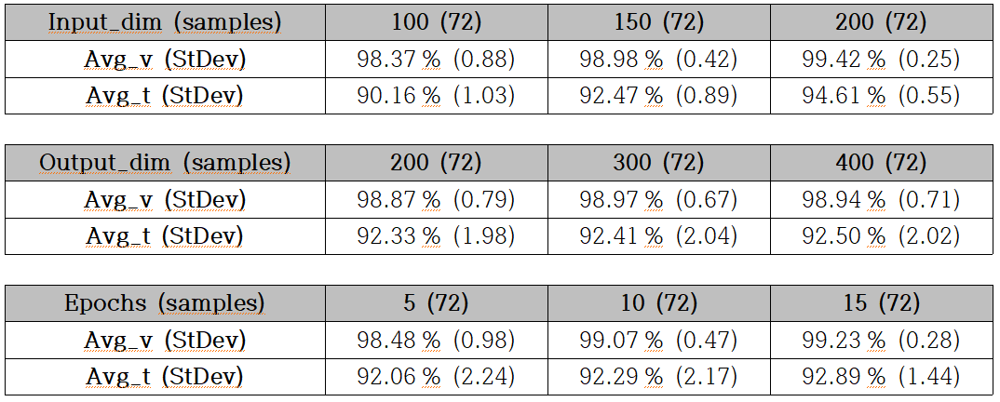 Input_dim (samples) 100 (72) 150 (72) 200 (72)
Avg_v (StDev) 98.37 % (0.88) 98.98 % (0.42) 99.42 % (0.25)
Avg_t (StDev) 90.16 % (1.03) 92.47 % (0.89) 94.61 % (0.55)
Output_dim (samples) 200 (72) 300 (72) 400 (72)
Avg_v (StDev) 98.87 % (0.79) 98.97 % (0.67) 98.94 % (0.71)
Avg_t (StDev) 92.33 % (1.98) 92.41 % (2.04) 92.50 % (2.02)
Epochs (samples) 5 (72) 10 (72) 15 (72)
Avg_v (StDev) 98.48 % (0.98) 99.07 % (0.47) 99.23 % (0.28)
Avg_t (StDev) 92.06 % (2.24) 92.29 % (2.17) 92.89 % (1.44)